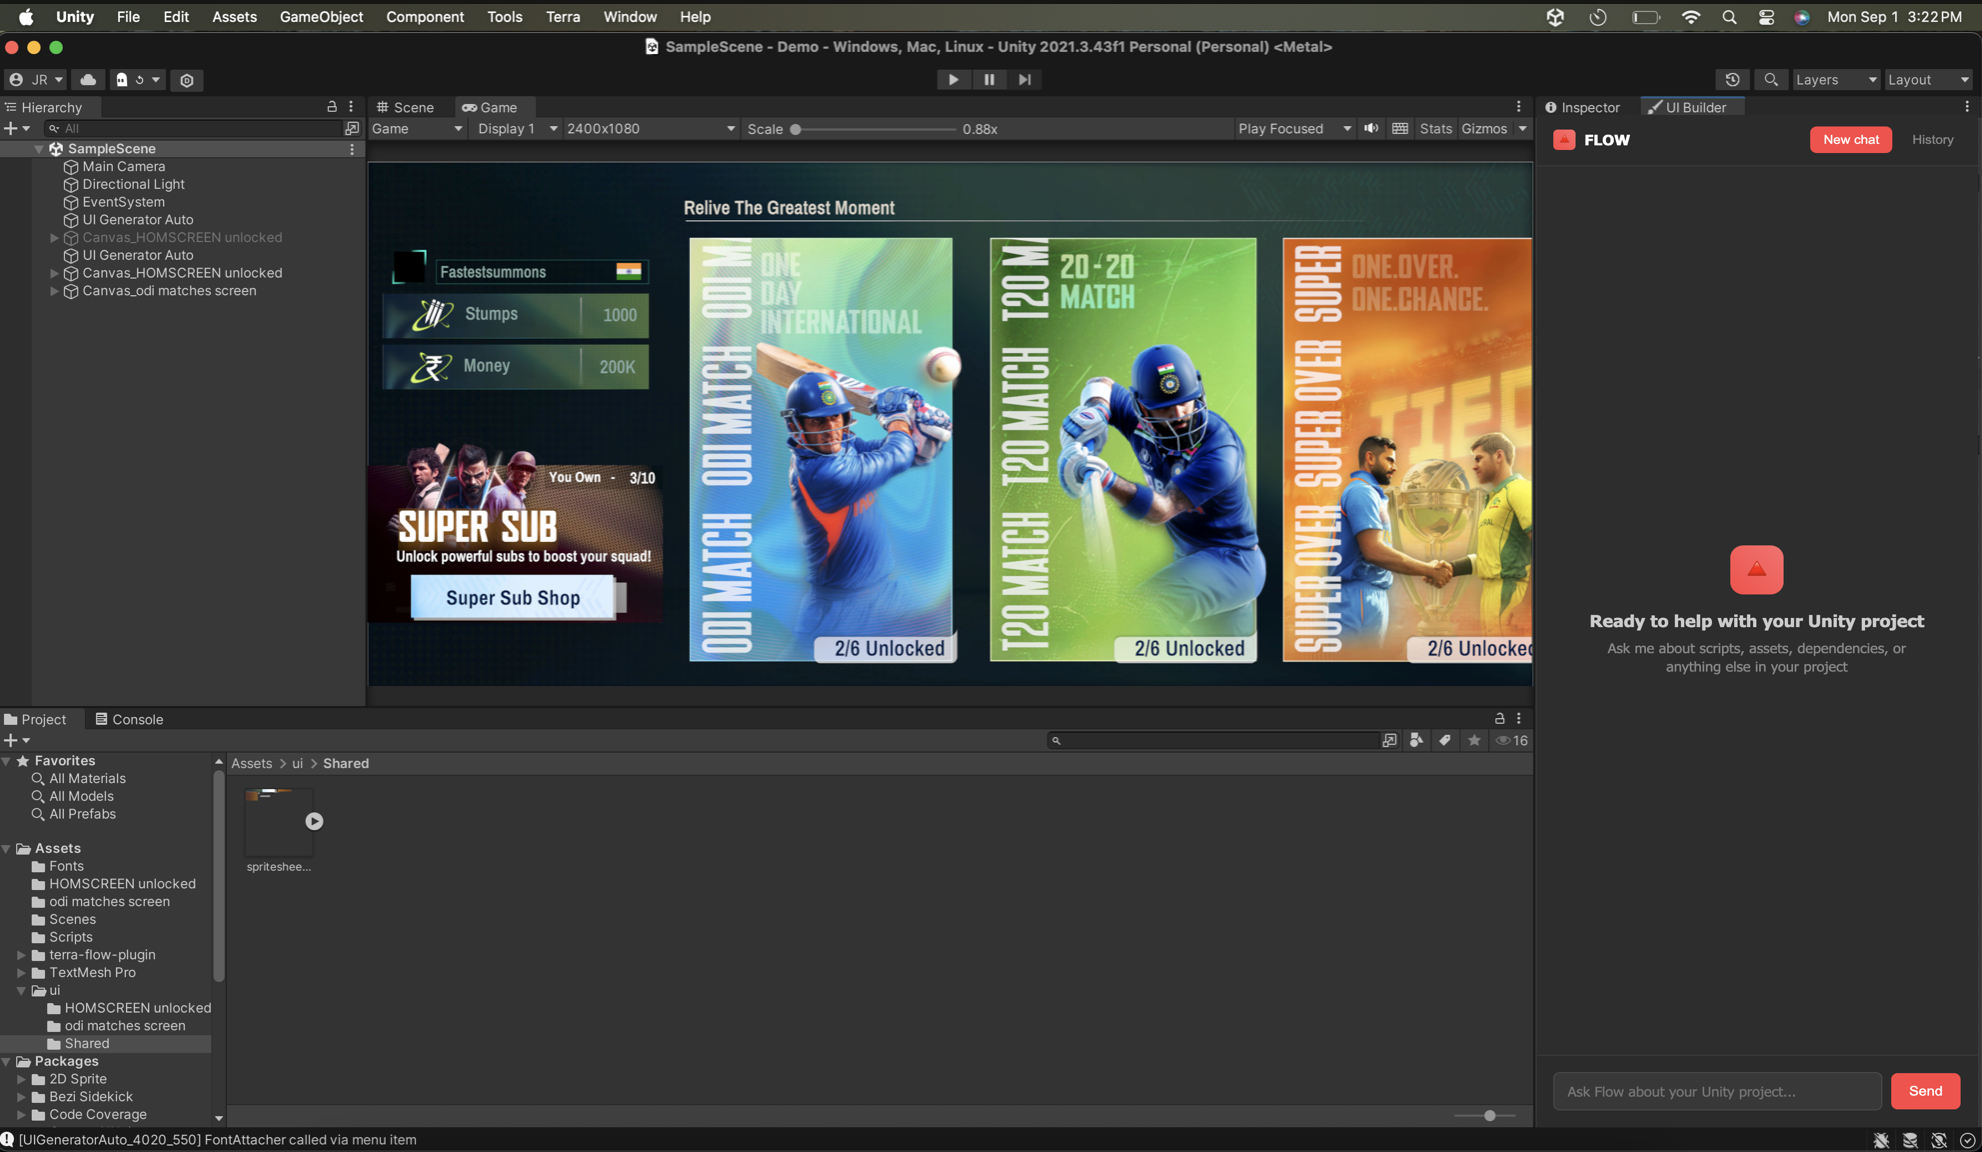 Unity File Edit Assets GameObject Component Tools Terra Window Help Mon Sep 1 3:22 PM
SampleScene - Demo - Windows, Mac, Linux - Unity 2021.3.43f1 Personal (Personal) <Metal>
JR Layers Layout
Hierarchy
All
SampleScene
Main Camera
Directional Light
EventSystem
UI Generator Auto
Canvas_HOMSCREEN unlocked
UI Generator Auto
Canvas_HOMSCREEN unlocked
Canvas_odi matches screen
Scene Game
Game Display 1 2400x1080 Scale 0.88x Play Focused Stats Gizmos
Relive The Greatest Moment
Fastestsummons
Stumps 1000
Money 200K
You Own - 3/10
SUPER SUB
Unlock powerful subs to boost your squad!
Super Sub Shop
ODI MATCH ODI MATCH ODI MA
ONE
DAY
INTERNATIONAL
2/6 Unlocked
T20 MATCH T20 MATCH T20 MA
20-20
MATCH
2/6 Unlocked
SUPER OVER SUPER OVER SUPER
ONE.OVER.
ONE.CHANCE.
TIED
2/6 Unlocked
Inspector UI Builder
FLOW New chat History
Ready to help with your Unity project
Ask me about scripts, assets, dependencies, or
anything else in your project
Ask Flow about your Unity project... Send
Project Console
16
Favorites
All Materials
All Models
All Prefabs
Assets
Fonts
HOMSCREEN unlocked
odi matches screen
Scenes
Scripts
terra-flow-plugin
TextMesh Pro
ui
HOMSCREEN unlocked
odi matches screen
Shared
Packages
2D Sprite
Bezi Sidekick
Code Coverage
Assets > ui > Shared
spriteshee...
[UIGeneratorAuto_4020_550] FontAttacher called via menu item